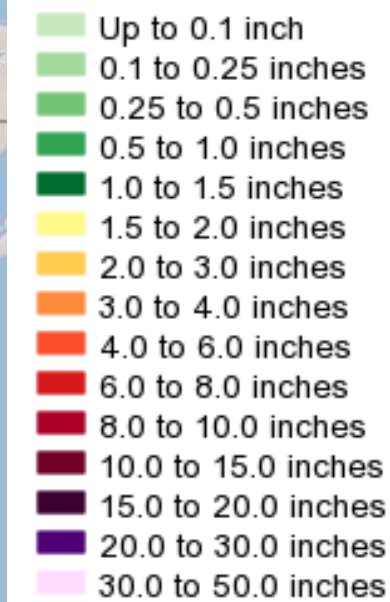 Up to 0.1 inch
0.1 to 0.25 inches
0.25 to 0.5 inches
0.5 to 1.0 inches
1.0 to 1.5 inches
1.5 to 2.0 inches
2.0 to 3.0 inches
3.0 to 4.0 inches
4.0 to 6.0 inches
6.0 to 8.0 inches
8.0 to 10.0 inches
10.0 to 15.0 inches
15.0 to 20.0 inches
20.0 to 30.0 inches
30.0 to 50.0 inches